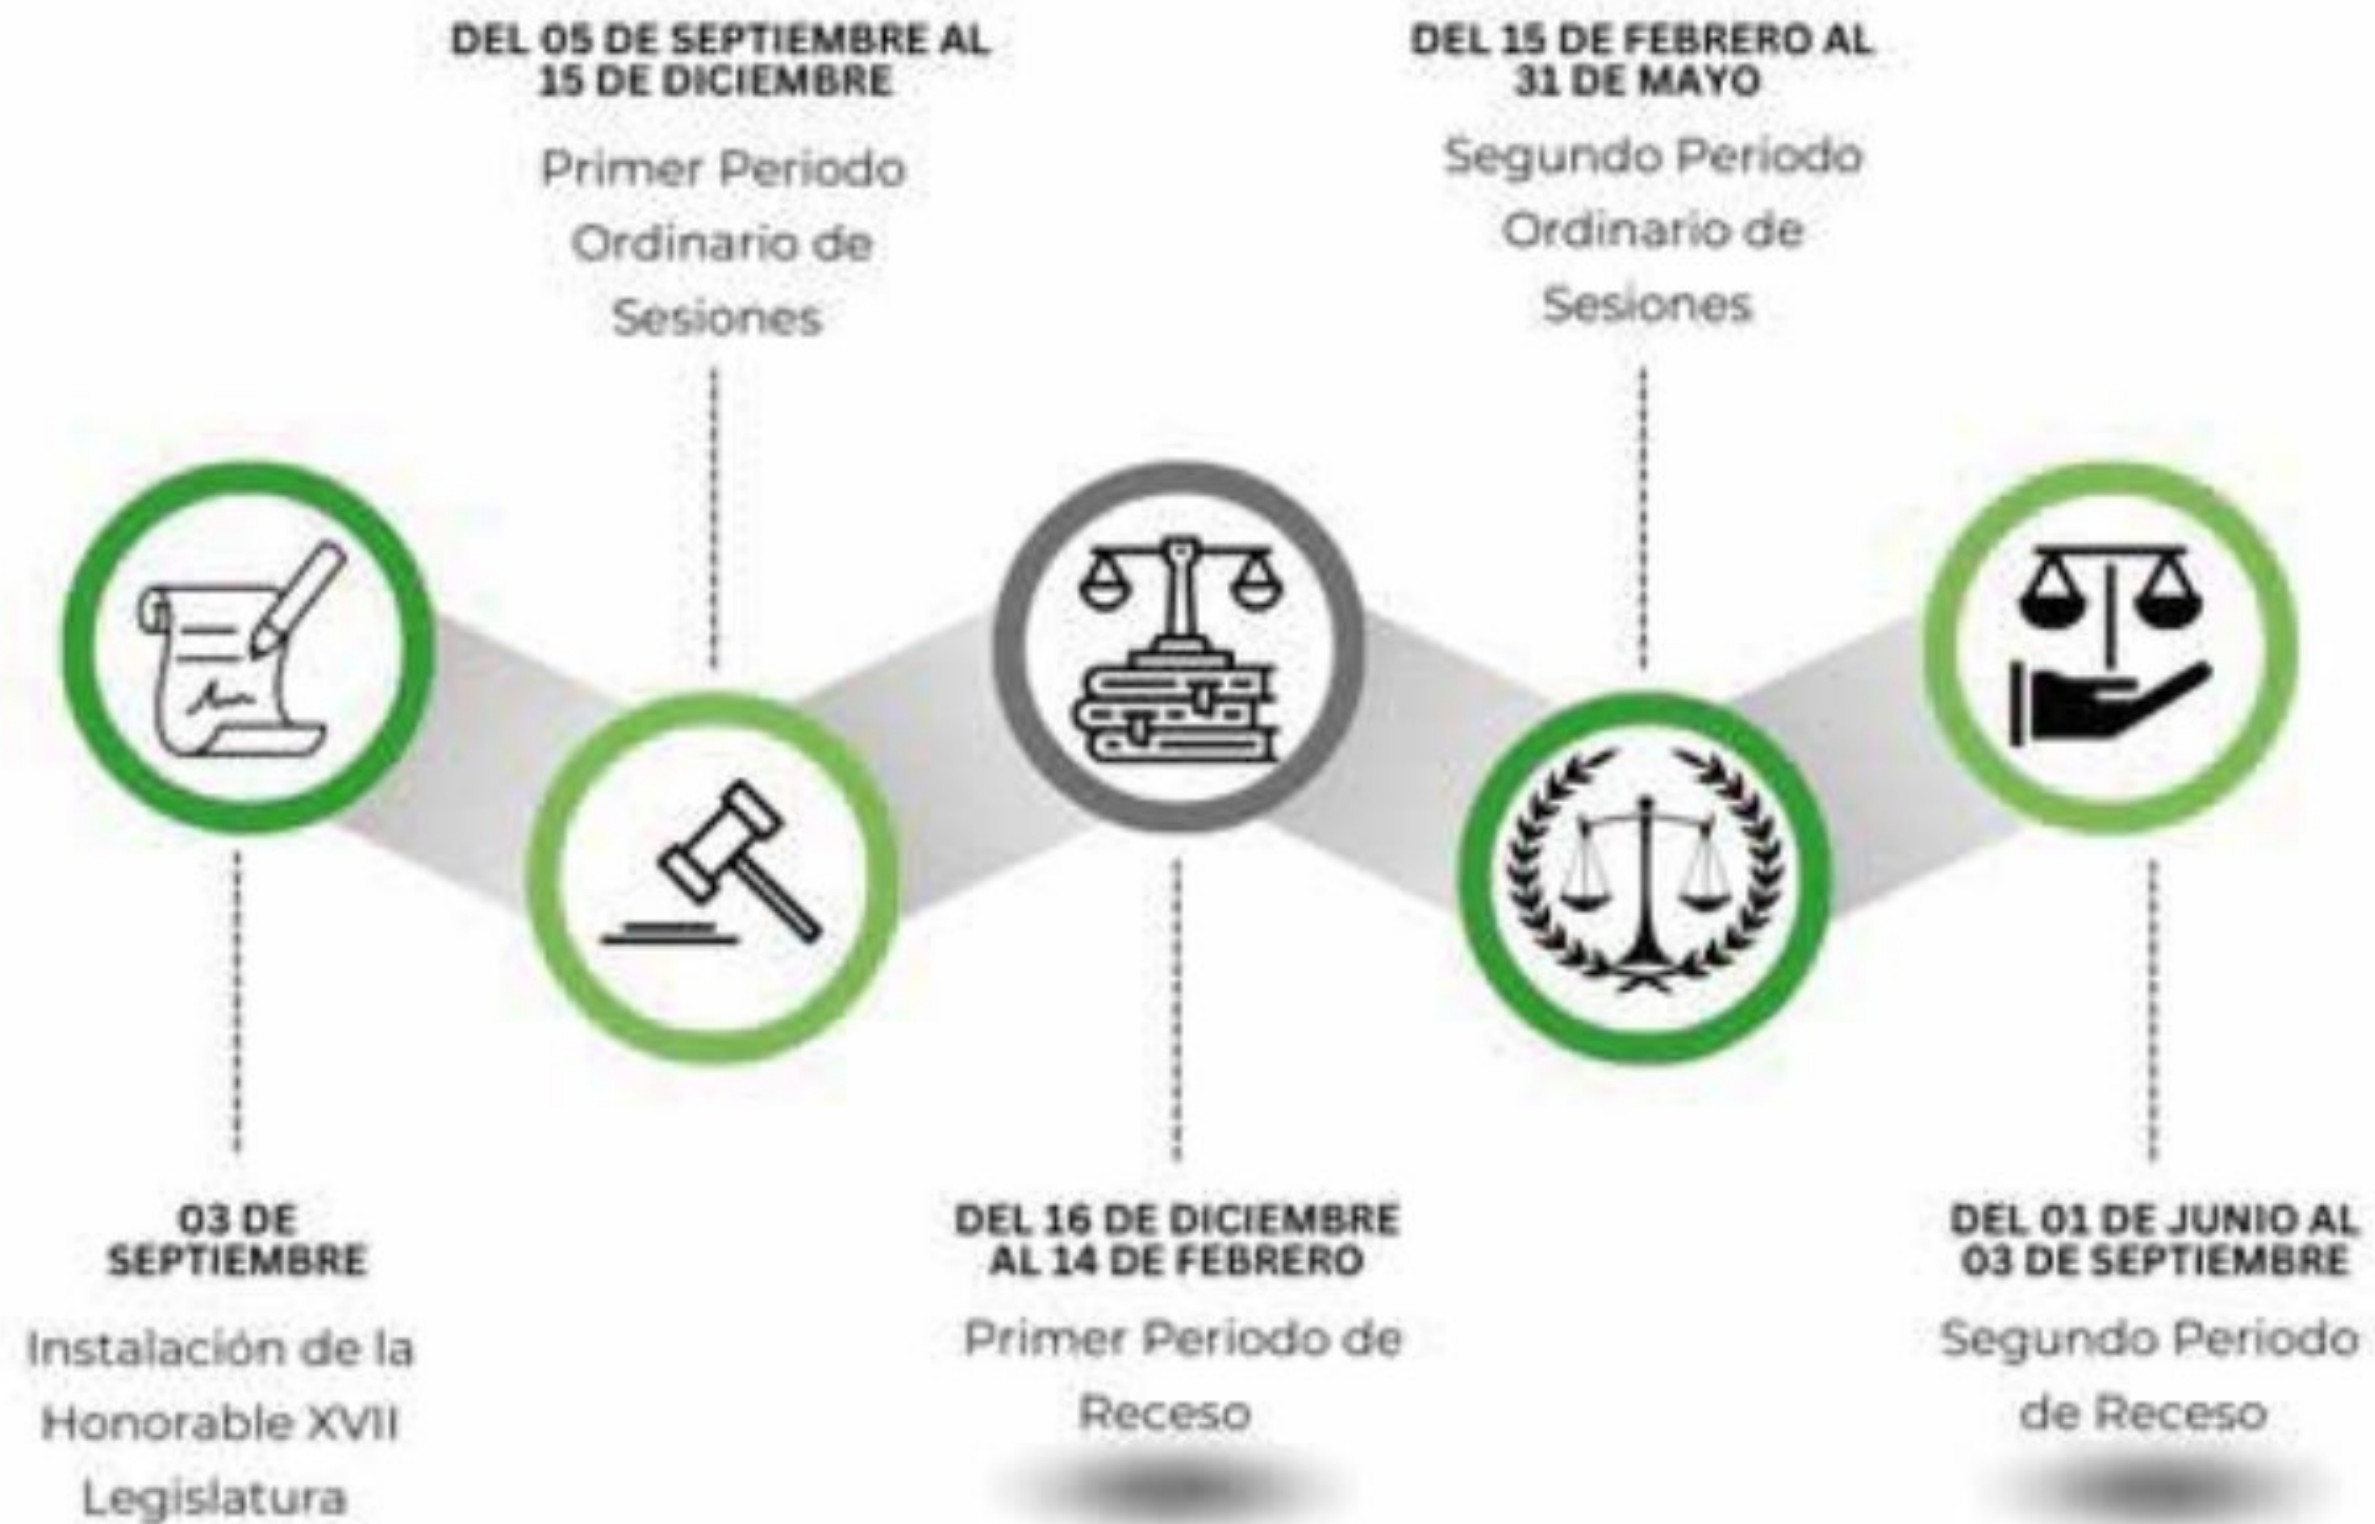 DEL 05 DE SEPTIEMBRE AL
15 DE DICIEMBRE
Primer Periodo
Ordinario de
Sesiones
DEL 15 DE FEBRERO AL
31 DE MAYO
Segundo Periodo
Ordinario de
Sesiones
03 DE
SEPTIEMBRE
Instalación de la
Honorable XVII
Legislatura
DEL 16 DE DICIEMBRE
AL 14 DE FEBRERO
Primer Periodo de
Receso
DEL 01 DE JUNIO AL
03 DE SEPTIEMBRE
Segundo Periodo
de Receso